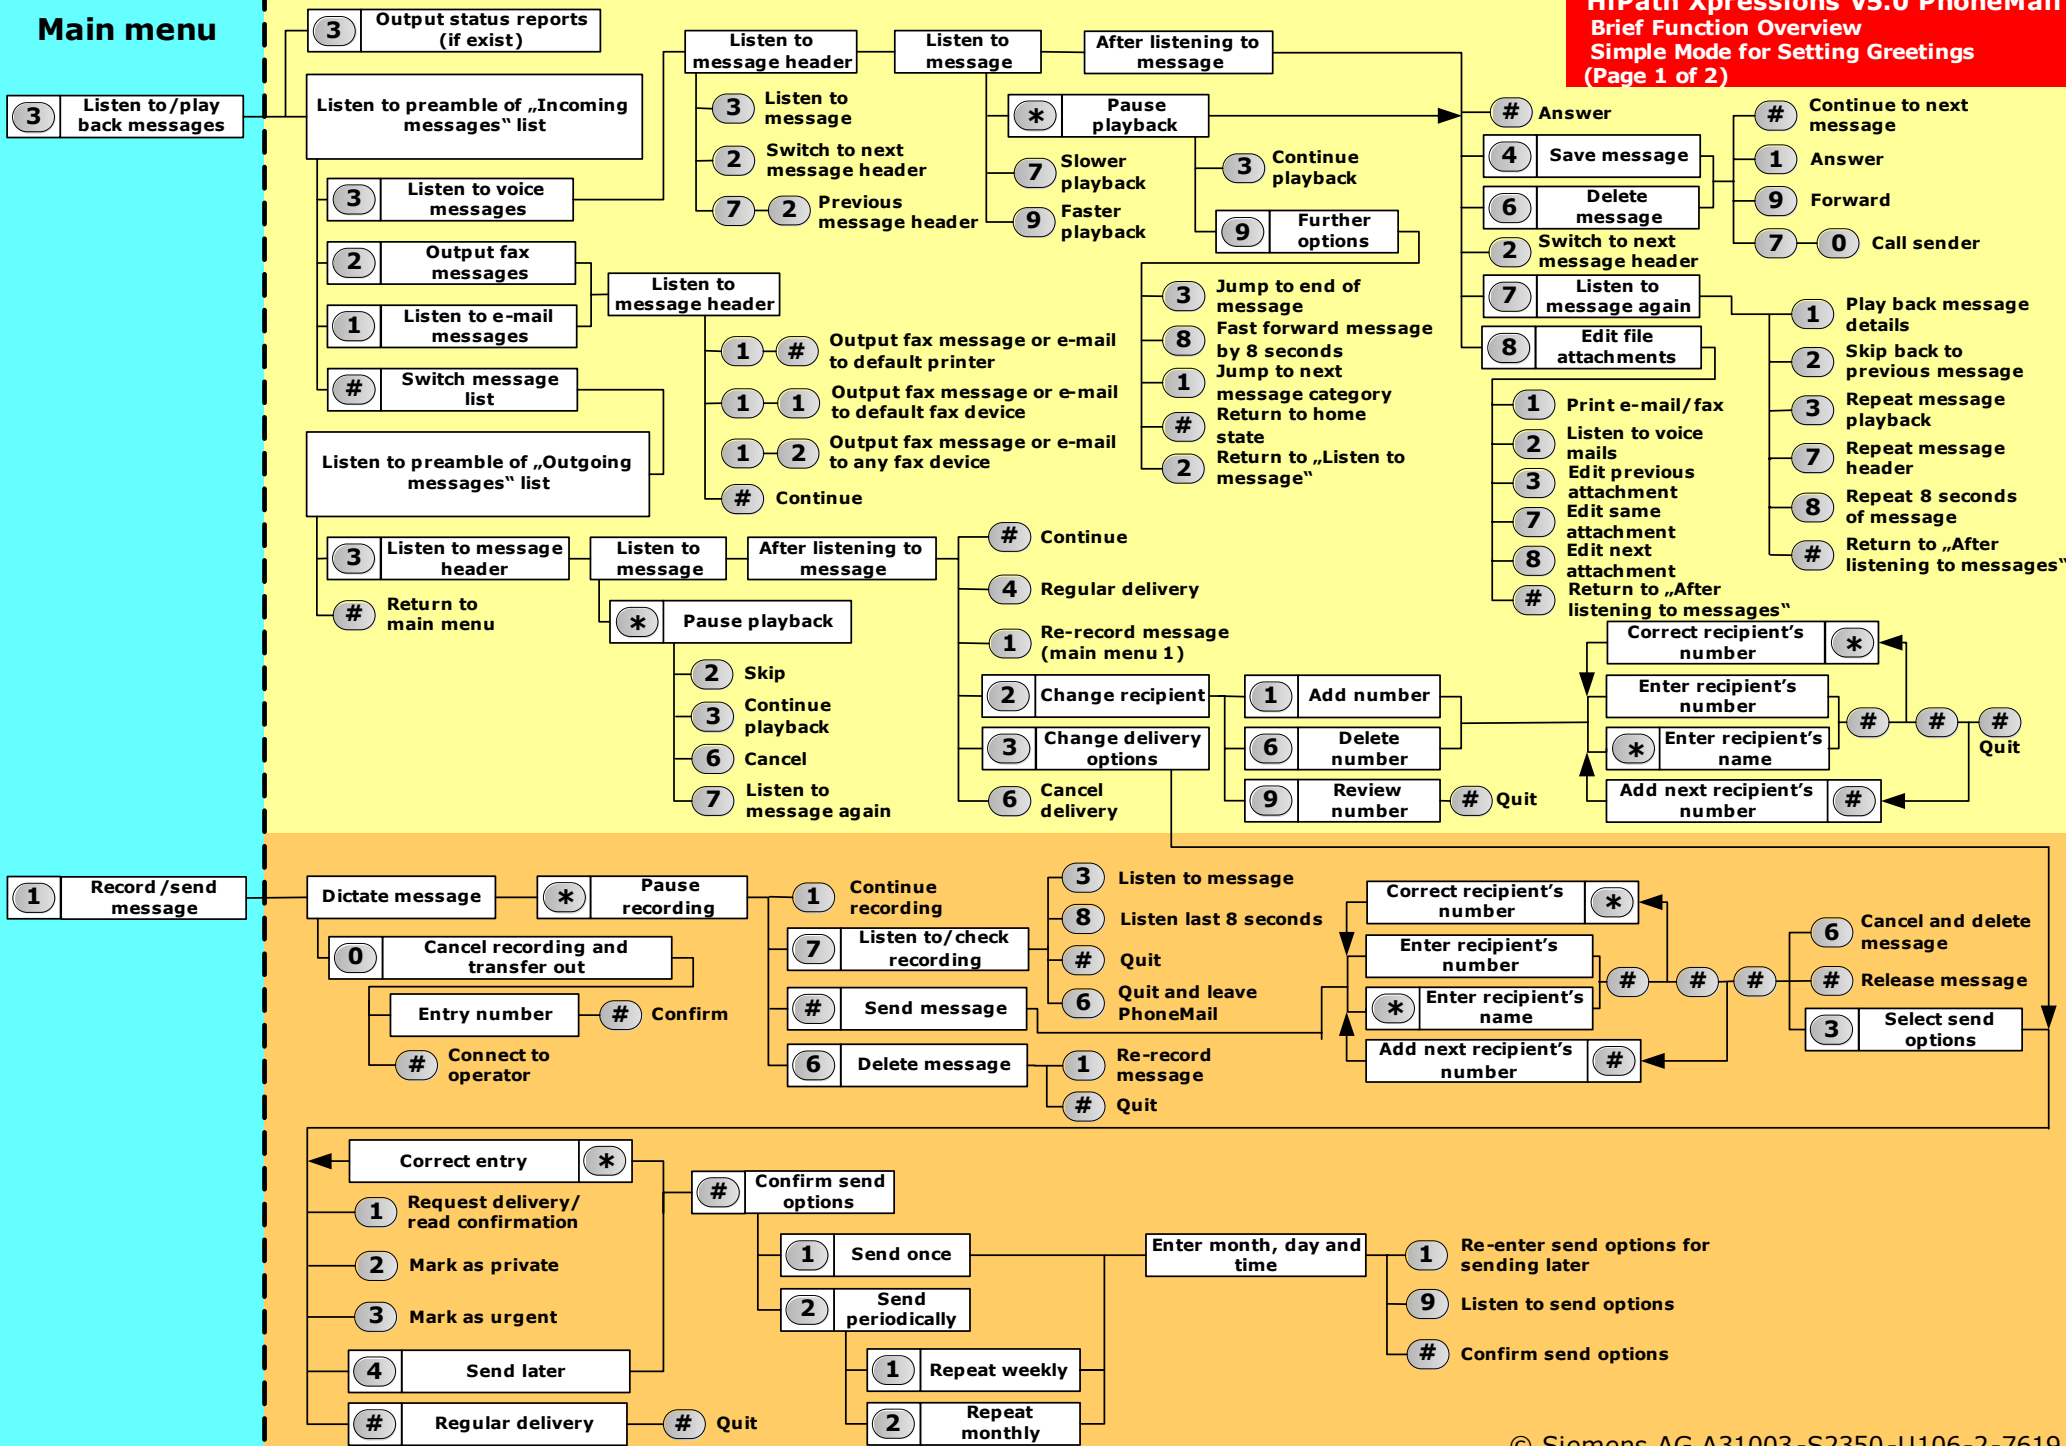 Main menu
HiPath Xpressions V5.0 PhoneMail
Brief Function Overview
Simple Mode for Setting Greetings
(Page 1 of 2)
3 Listen to/play
back messages
3 Output status reports
(if exist)
Listen to preamble of „Incoming
messages“ list
3 Listen to voice
messages
2 Output fax
messages
1 Listen to e-mail
messages
# Switch message
list
Listen to preamble of „Outgoing
messages“ list
3 Listen to message
header
# Return to
main menu
Listen to
message header
3 Listen to
message
2 Switch to next
message header
7 2 Previous
message header
Listen to
message
* Pause
playback
7 Slower
playback
9 Faster
playback
3 Continue
playback
9 Further
options
3 Jump to end of
message
8 Fast forward message
by 8 seconds
1 Jump to next
message category
# Return to home
state
2 Return to „Listen to
message“
After listening to
message
# Answer
4 Save message
6 Delete
message
2 Switch to next
message header
7 Listen to
message again
8 Edit file
attachments
# Continue to next
message
1 Answer
9 Forward
7 0 Call sender
1 Play back message
details
2 Skip back to
previous message
3 Repeat message
playback
7 Repeat message
header
8 Repeat 8 seconds
of message
# Return to „After
listening to messages“
1 Print e-mail/fax
2 Listen to voice
mails
3 Edit previous
attachment
7 Edit same
attachment
8 Edit next
attachment
# Return to „After
listening to messages“
Listen to
message header
1 # Output fax message or e-mail
to default printer
1 1 Output fax message or e-mail
to default fax device
1 2 Output fax message or e-mail
to any fax device
# Continue
Listen to
message
* Pause playback
2 Skip
3 Continue
playback
6 Cancel
7 Listen to
message again
After listening to
message
# Continue
4 Regular delivery
1 Re-record message
(main menu 1)
2 Change recipient
3 Change delivery
options
6 Cancel
delivery
1 Add number
6 Delete
number
9 Review
number
# Quit
Correct recipient’s
number *
Enter recipient’s
number
* Enter recipient’s
name
Add next recipient’s
number #
# # #
Quit
1 Record /send
message
Dictate message
0 Cancel recording and
transfer out
Entry number
# Confirm
# Connect to
operator
* Pause
recording
1 Continue
recording
7 Listen to/check
recording
# Send message
6 Delete message
3 Listen to message
8 Listen last 8 seconds
# Quit
6 Quit and leave
PhoneMail
1 Re-record
message
# Quit
Correct recipient’s
number *
Enter recipient’s
number
* Enter recipient’s
name
Add next recipient’s
number #
# # #
6 Cancel and delete
message
# Release message
3 Select send
options
Correct entry *
1 Request delivery/
read confirmation
2 Mark as private
3 Mark as urgent
4 Send later
# Regular delivery
# Quit
# Confirm send
options
1 Send once
2 Send
periodically
1 Repeat weekly
2 Repeat
monthly
Enter month, day and
time
1 Re-enter send options for
sending later
9 Listen to send options
# Confirm send options
© Siemens AG A31003-S2350-U106-2-7619